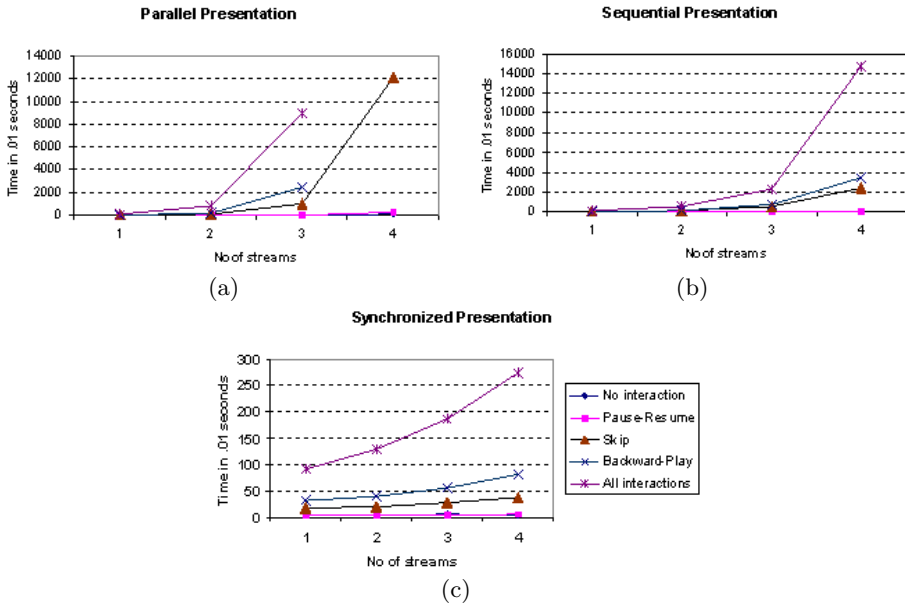 Parallel Presentation
14000
12000
10000
8000
6000
4000
2000
0
Time in .01 seconds
1 2 3 4
No of streams
(a)
Sequential Presentation
16000
14000
12000
10000
8000
6000
4000
2000
0
Time in .01 seconds
1 2 3 4
No of streams
(b)
Synchronized Presentation
300
250
200
150
100
50
0
Time in .01 seconds
1 2 3 4
No of streams
No interaction
Pause-Resume
Skip
Backward-Play
All interactions
(c)